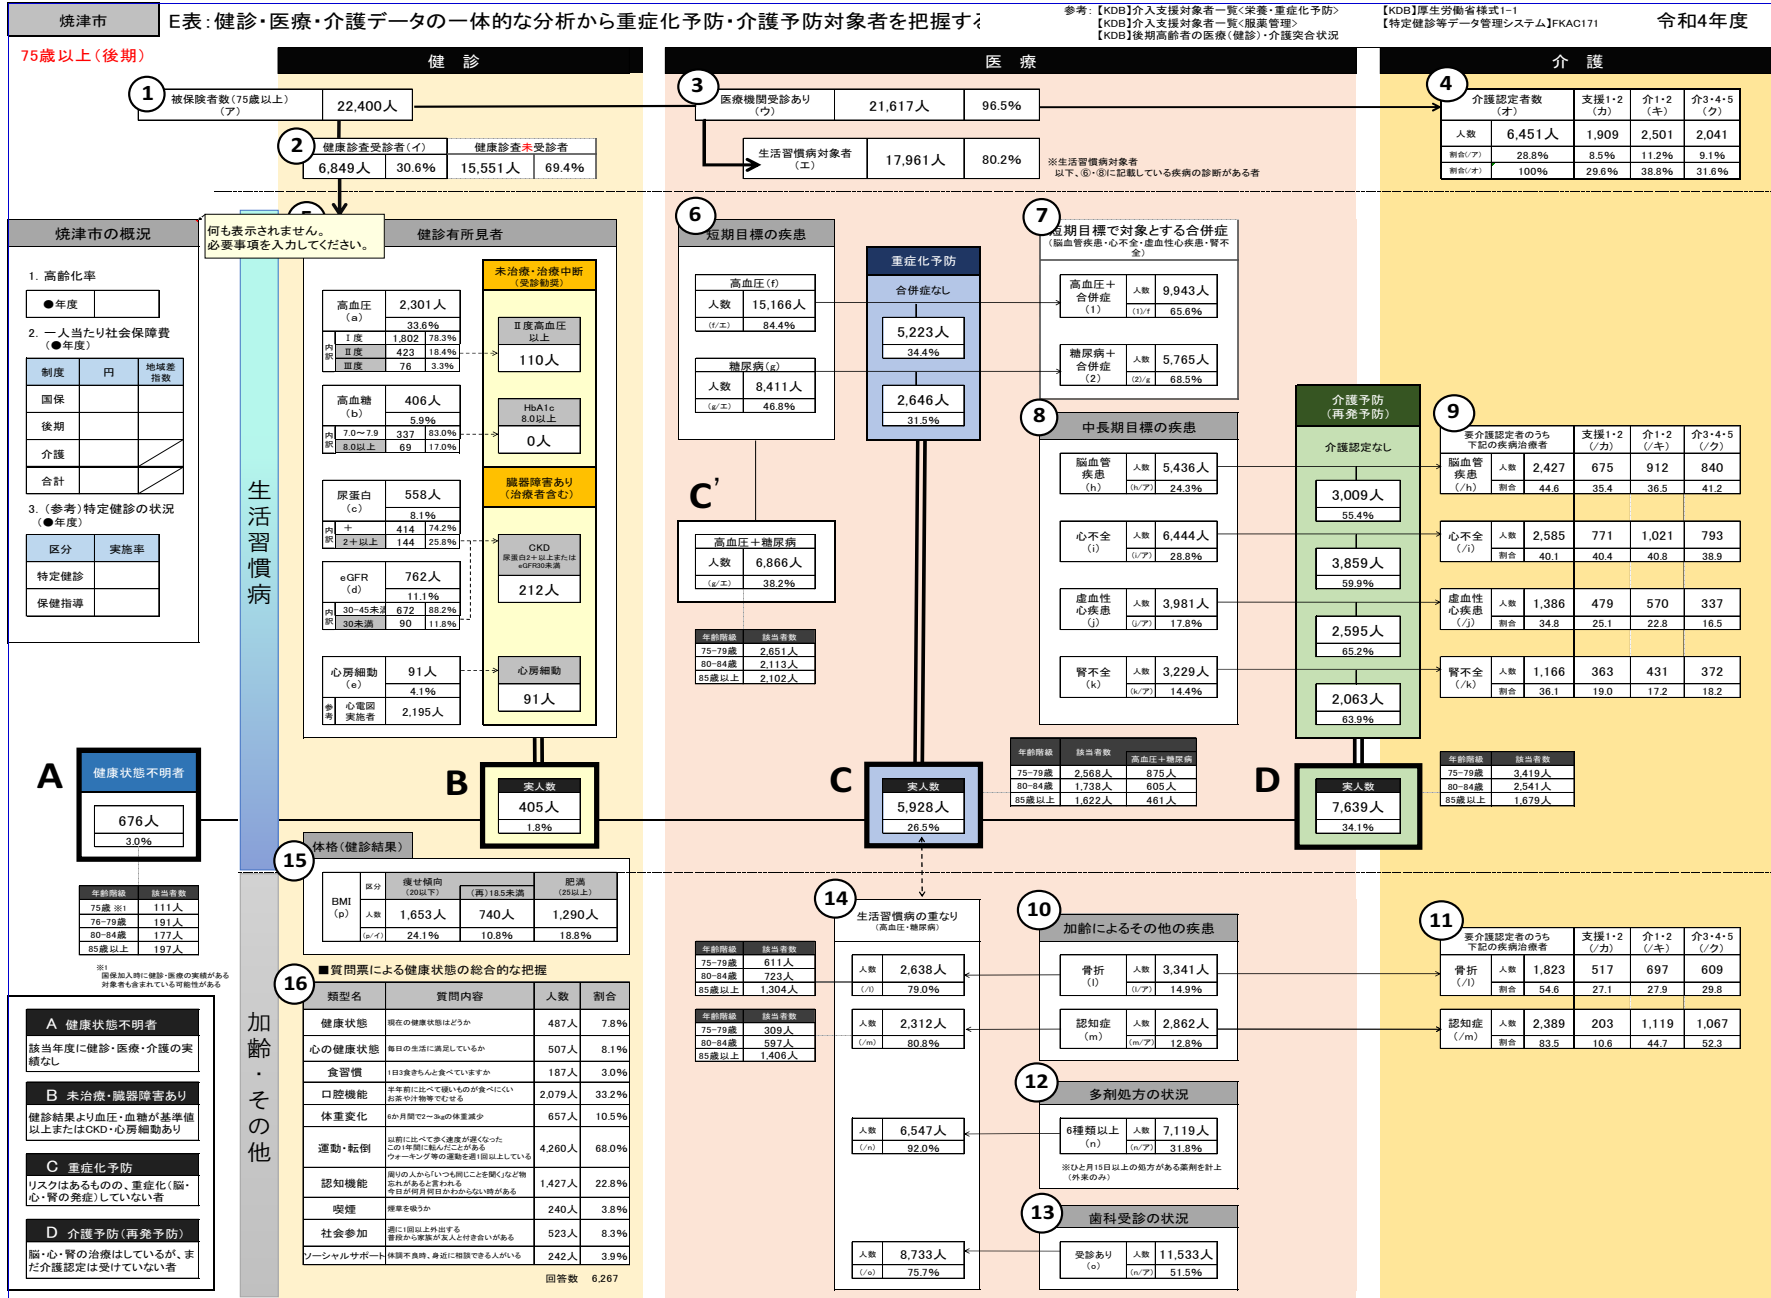 焼津市
E表：健診・医療・介護データの一体的な分析から重症化予防・介護予防対象者を把握する
参考：【KDB】介入支援対象者一覧<栄養・重症化予防>
【KDB】介入支援対象者一覧<服薬管理>
【KDB】後期高齢者の医療(健診)・介護突合状況
【KDB】厚生労働省様式1-1
【特定健診等データ管理システム】FKAC171
令和4年度
75歳以上（後期）
健 診
医 療
介 護
1
被保険者数(75歳以上)
(ア)
22,400人
2
健康診査受診者(イ) 健康診査未受診者
6,849人 30.6% 15,551人 69.4%
3
医療機関受診あり
(ウ)
21,617人 96.5%
生活習慣病対象者
(エ)
17,961人 80.2%
※生活習慣病対象者
以下、⑥・⑧に記載している疾病の診断がある者
4
介護認定者数
(オ)
支援1・2
(カ)
介1・2
(キ)
介3・4・5
(ク)
人数 6,451人 1,909 2,501 2,041
割合(/ア) 28.8% 8.5% 11.2% 9.1%
割合(/オ) 100% 29.6% 38.8% 31.6%
焼津市の概況
何も表示されません。
必要事項を入力してください。
1. 高齢化率
●年度
2. 一人当たり社会保障費
(●年度)
制度 円 地域差
指数
国保
後期
介護
合計
3.（参考）特定健診の状況
(●年度)
区分 実施率
特定健診
保健指導
生活習慣病
健診有所見者
高血圧
(a)
2,301人
33.6%
内訳
Ⅰ度 1,802 78.3%
Ⅱ度 423 18.4%
Ⅲ度 76 3.3%
高血糖
(b)
406人
5.9%
内訳
7.0～7.9 337 83.0%
8.0以上 69 17.0%
尿蛋白
(c)
558人
8.1%
内訳
＋ 414 74.2%
2＋以上 144 25.8%
eGFR
(d)
762人
11.1%
内訳
30-45未満 672 88.2%
30未満 90 11.8%
心房細動
(e)
91人
4.1%
参考
心電図
実施者
2,195人
未治療・治療中断
(受診勧奨)
Ⅱ度高血圧
以上
110人
HbA1c
8.0以上
0人
臓器障害あり
(治療者含む)
CKD
尿蛋白2＋以上または
eGFR30未満
212人
心房細動
91人
6
短期目標の疾患
高血圧(f)
人数 15,166人
(f/エ) 84.4%
糖尿病(g)
人数 8,411人
(g/エ) 46.8%
C'
高血圧＋糖尿病
人数 6,866人
(g/エ) 38.2%
年齢階級 該当者数
75-79歳 2,651人
80-84歳 2,113人
85歳以上 2,102人
重症化予防
合併症なし
5,223人
34.4%
2,646人
31.5%
7
短期目標で対象とする合併症
(脳血管疾患・心不全・虚血性心疾患・腎不
全)
高血圧＋
合併症
(1)
人数 9,943人
(1)/f 65.6%
糖尿病＋
合併症
(2)
人数 5,765人
(2)/g 68.5%
8
中長期目標の疾患
脳血管
疾患
(h)
人数 5,436人
(h/ア) 24.3%
心不全
(i)
人数 6,444人
(i/ア) 28.8%
虚血性
心疾患
(j)
人数 3,981人
(j/ア) 17.8%
腎不全
(k)
人数 3,229人
(k/ア) 14.4%
介護予防
(再発予防)
介護認定なし
3,009人
55.4%
3,859人
59.9%
2,595人
65.2%
2,063人
63.9%
9
要介護認定者のうち
下記の疾病治療者
支援1・2
(/カ)
介1・2
(/キ)
介3・4・5
(/ク)
脳血管
疾患
(/h)
人数 2,427 675 912 840
割合 44.6 35.4 36.5 41.2
心不全
(/i)
人数 2,585 771 1,021 793
割合 40.1 40.4 40.8 38.9
虚血性
心疾患
(/j)
人数 1,386 479 570 337
割合 34.8 25.1 22.8 16.5
腎不全
(/k)
人数 1,166 363 431 372
割合 36.1 19.0 17.2 18.2
A
健康状態不明者
676人
3.0%
年齢階級 該当者数
75歳 ※1 111人
76-79歳 191人
80-84歳 177人
85歳以上 197人
※1
国保加入時に健診・医療の実績がある
対象者も含まれている可能性がある
B
実人数
405人
1.8%
C
実人数
5,928人
26.5%
年齢階級 該当者数 高血圧＋糖尿病
75-79歳 2,568人 875人
80-84歳 1,738人 605人
85歳以上 1,622人 461人
D
実人数
7,639人
34.1%
年齢階級 該当者数
75-79歳 3,419人
80-84歳 2,541人
85歳以上 1,679人
A 健康状態不明者
該当年度に健診・医療・介護の実
績なし
B 未治療・臓器障害あり
健診結果より血圧・血糖が基準値
以上またはCKD・心房細動あり
C 重症化予防
リスクはあるものの、重症化(脳・
心・腎の発症)していない者
D 介護予防(再発予防)
脳・心・腎の治療はしているが、ま
だ介護認定は受けていない者
加齢・その他
15
体格(健診結果)
BMI
(p)
区分 痩せ傾向
(20以下)
(再)18.5未満 肥満
(25以上)
人数 1,653人 740人 1,290人
(p/イ) 24.1% 10.8% 18.8%
16
■質問票による健康状態の総合的な把握
類型名 質問内容 人数 割合
健康状態 現在の健康状態はどうか 487人 7.8%
心の健康状態 毎日の生活に満足しているか 507人 8.1%
食習慣 1日3食きちんと食べていますか 187人 3.0%
口腔機能 半年前に比べて硬いものが食べにくい
お茶や汁物等でむせる 2,079人 33.2%
体重変化 6か月間で2～3kgの体重減少 657人 10.5%
運動・転倒 以前に比べて歩く速度が遅くなった
この1年間に転んだことがある
ウォーキング等の運動を週1回以上している 4,260人 68.0%
認知機能 周りの人から「いつも同じことを聞く」など物
忘れがあると言われる
今日が何月何日かわからない時がある 1,427人 22.8%
喫煙 煙草を吸うか 240人 3.8%
社会参加 週に1回以上外出する
普段から家族が友人と付き合いがある 523人 8.3%
ソーシャルサポート 体調不良時、身近に相談できる人がいる 242人 3.9%
回答数 6,267
14
生活習慣病の重なり
(高血圧・糖尿病)
年齢階級 該当者数
75-79歳 611人
80-84歳 723人
85歳以上 1,304人
人数 2,638人
(/l) 79.0%
年齢階級 該当者数
75-79歳 309人
80-84歳 597人
85歳以上 1,406人
人数 2,312人
(/m) 80.8%
人数 6,547人
(/n) 92.0%
人数 8,733人
(/o) 75.7%
10
加齢によるその他の疾患
骨折
(l)
人数 3,341人
(l/ア) 14.9%
認知症
(m)
人数 2,862人
(m/ア) 12.8%
12
多剤処方の状況
6種類以上
(n)
人数 7,119人
(n/ア) 31.8%
※ひと月15日以上の処方がある薬剤を計上
(外来のみ)
13
歯科受診の状況
受診あり
(o)
人数 11,533人
(n/ア) 51.5%
11
要介護認定者のうち
下記の疾病治療者
支援1・2
(/カ)
介1・2
(/キ)
介3・4・5
(/ク)
骨折
(/l)
人数 1,823 517 697 609
割合 54.6 27.1 27.9 29.8
認知症
(/m)
人数 2,389 203 1,119 1,067
割合 83.5 10.6 44.7 52.3